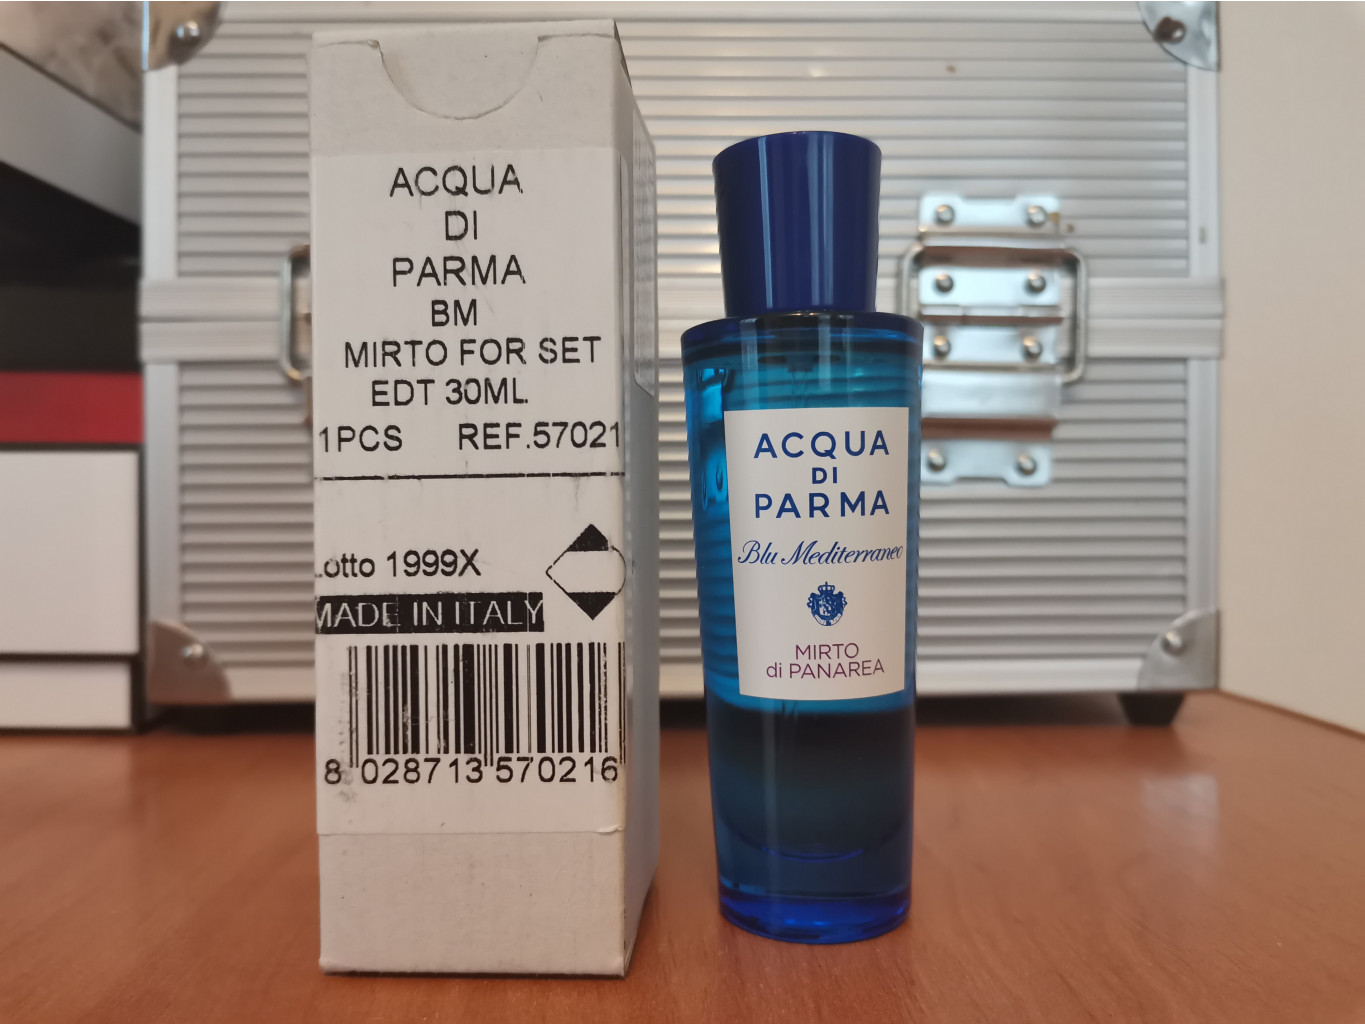 ACQUA
DI
PARMA
BM
MIRTO FOR SET
EDT 30ML
1PCS REF.57021
Lotto 1999X
MADE IN ITALY
8 028713 570216
ACQUA
DI
PARMA
Blu Mediterraneo
MIRTO
di PANAREA